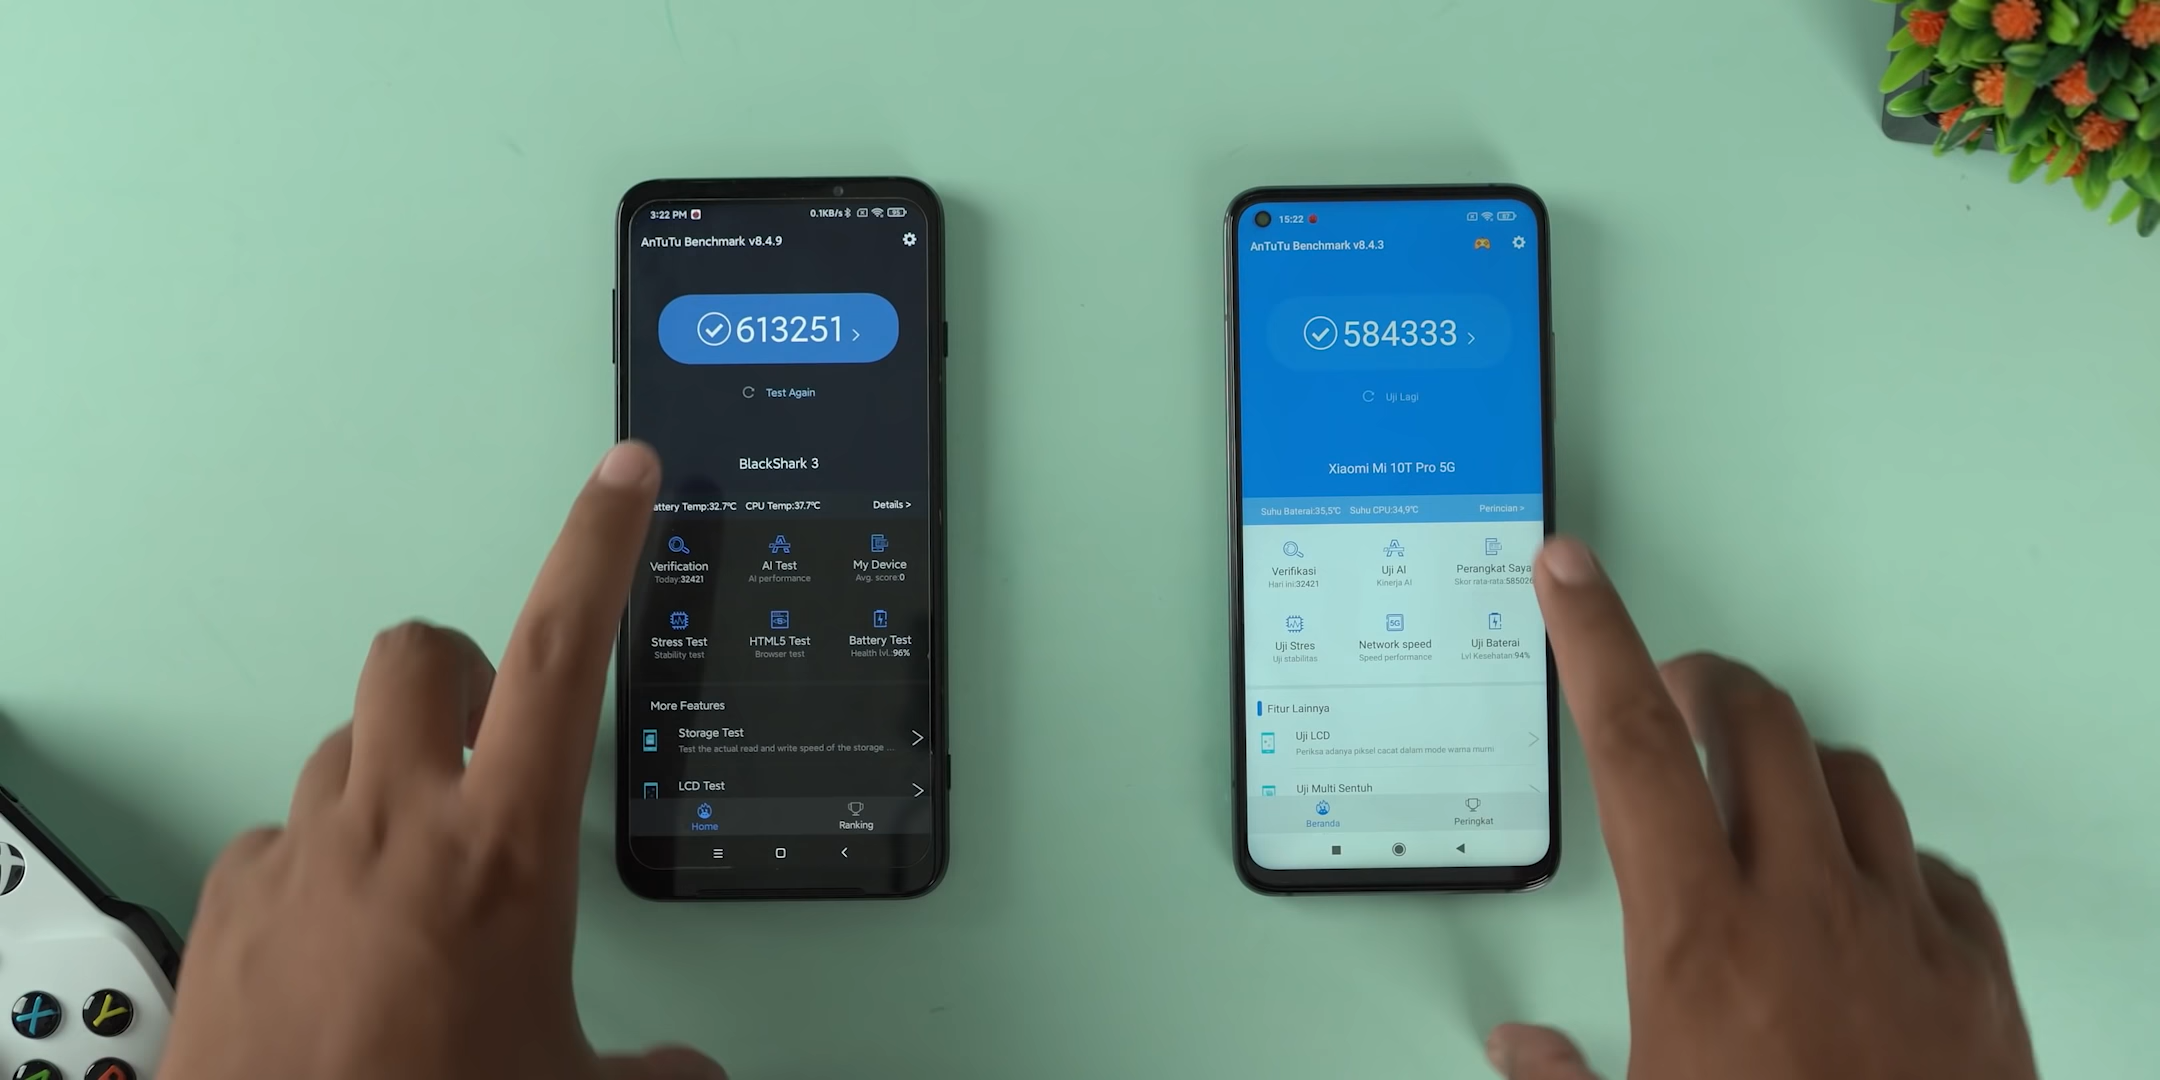 3:22 PM 0.1KB/s 95
AnTuTu Benchmark v8.4.9
613251 >
Test Again
BlackShark 3
attery Temp:32.7°C CPU Temp:37.7°C Details >
Verification AI Test My Device
Today:32421 AI performance Avg. score:0
Stress Test HTML5 Test Battery Test
Stability test Browser test Health lvl.:96%
More Features
Storage Test
Test the actual read and write speed of the storage ...
LCD Test
Home Ranking
15:22 67
AnTuTu Benchmark v8.4.3
584333 >
Uji Lagi
Xiaomi Mi 10T Pro 5G
Suhu Baterai:35,5°C Suhu CPU:34,9°C Perincian >
Verifikasi Uji AI Perangkat Saya
Hari ini:32421 Kinerja AI Skor rata-rata:585026
Uji Stres 5G Network speed Uji Baterai
Uji stabilitas Speed performance Lvl Kesehatan:94%
Fitur Lainnya
Uji LCD
Periksa adanya piksel cacat dalam mode warna murni
Uji Multi Sentuh
Beranda Peringkat
X Y